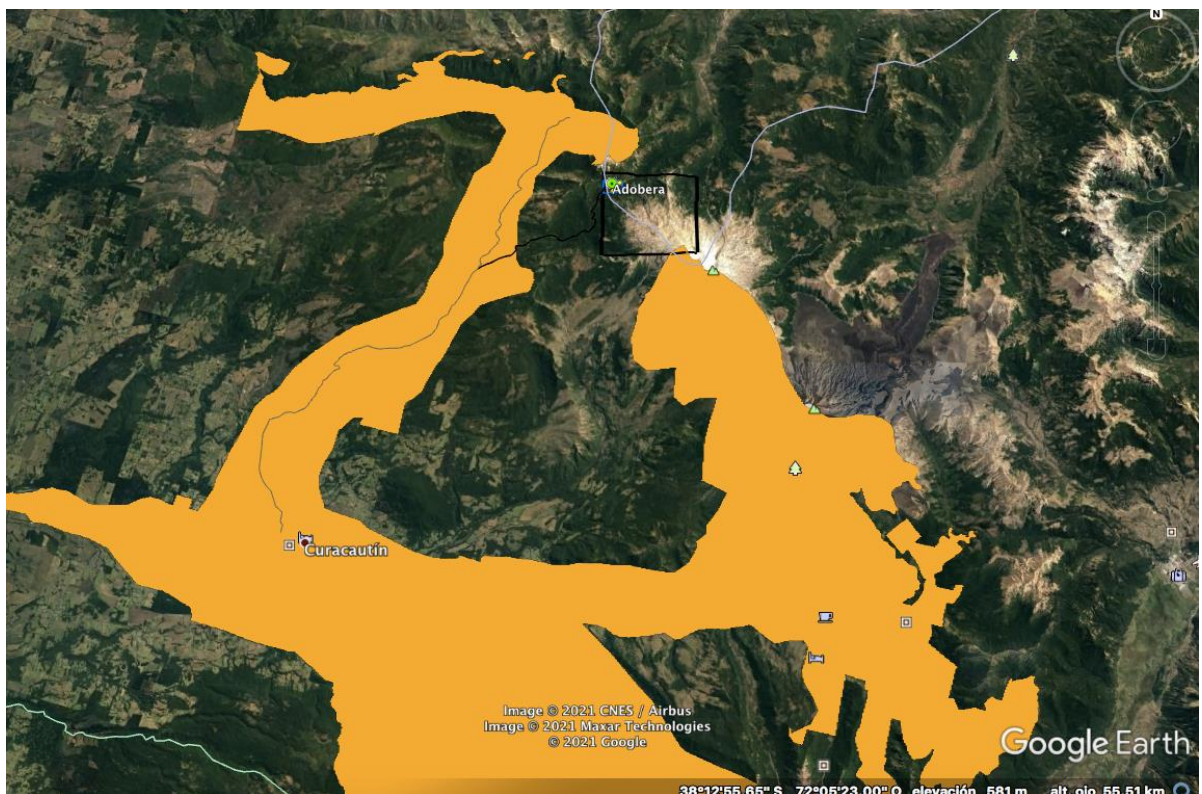 N
Adobera
Curacautín
Image © 2021 CNES / Airbus
Image © 2021 Maxar Technologies
© 2021 Google
Google Earth
38°12'55.65" S 72°05'23.00" O elevación 581 m alt. ojo 55.51 km